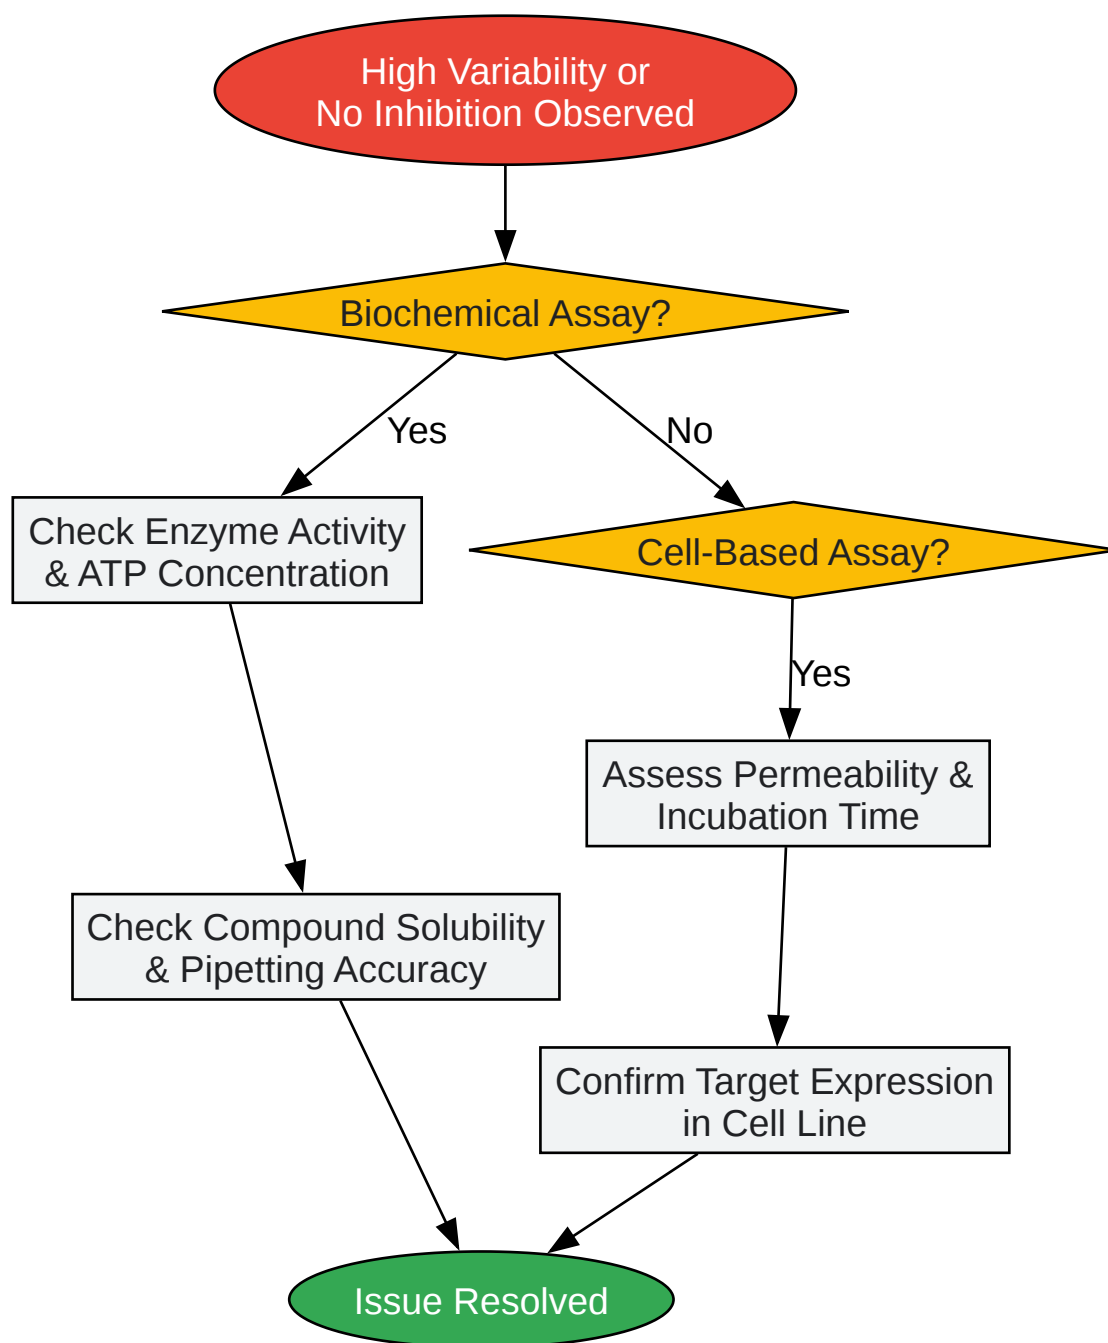 High Variability or
No Inhibition Observed
Biochemical Assay?
Yes
No
Check Enzyme Activity
& ATP Concentration
Cell-Based Assay?
Yes
Assess Permeability &
Incubation Time
Check Compound Solubility
& Pipetting Accuracy
Confirm Target Expression
in Cell Line
Issue Resolved